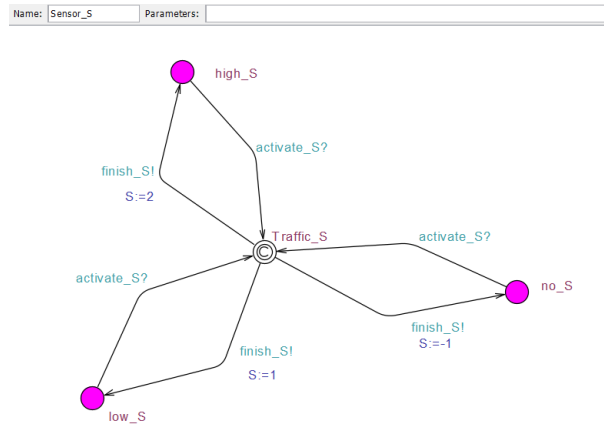 Name: Sensor_S Parameters:
high_S
activate_S?
finish_S!
S:=2
Traffic_S
activate_S?
activate_S?
no_S
finish_S!
S:=-1
finish_S!
S:=1
low_S
C